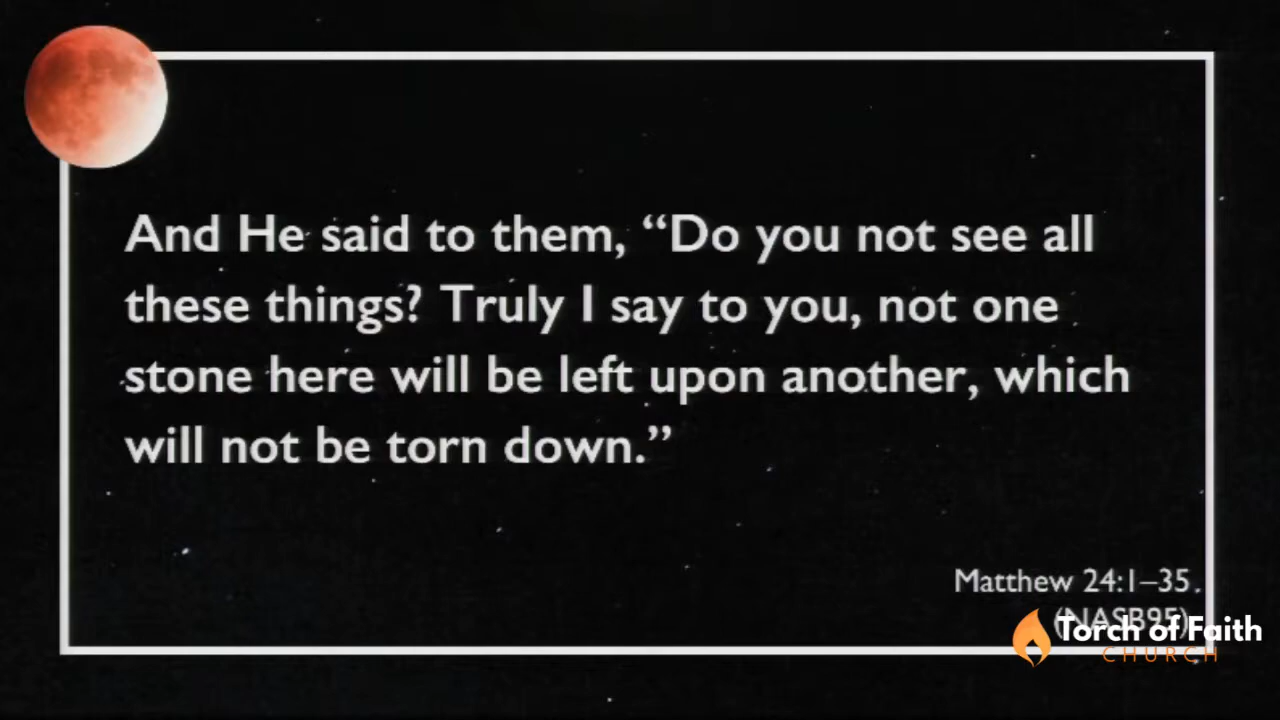 And He said to them, “Do you not see all
these things? Truly I say to you, not one
stone here will be left upon another, which
will not be torn down.”
Matthew 24:1–35
(NASB95)
Torch of Faith
CHURCH